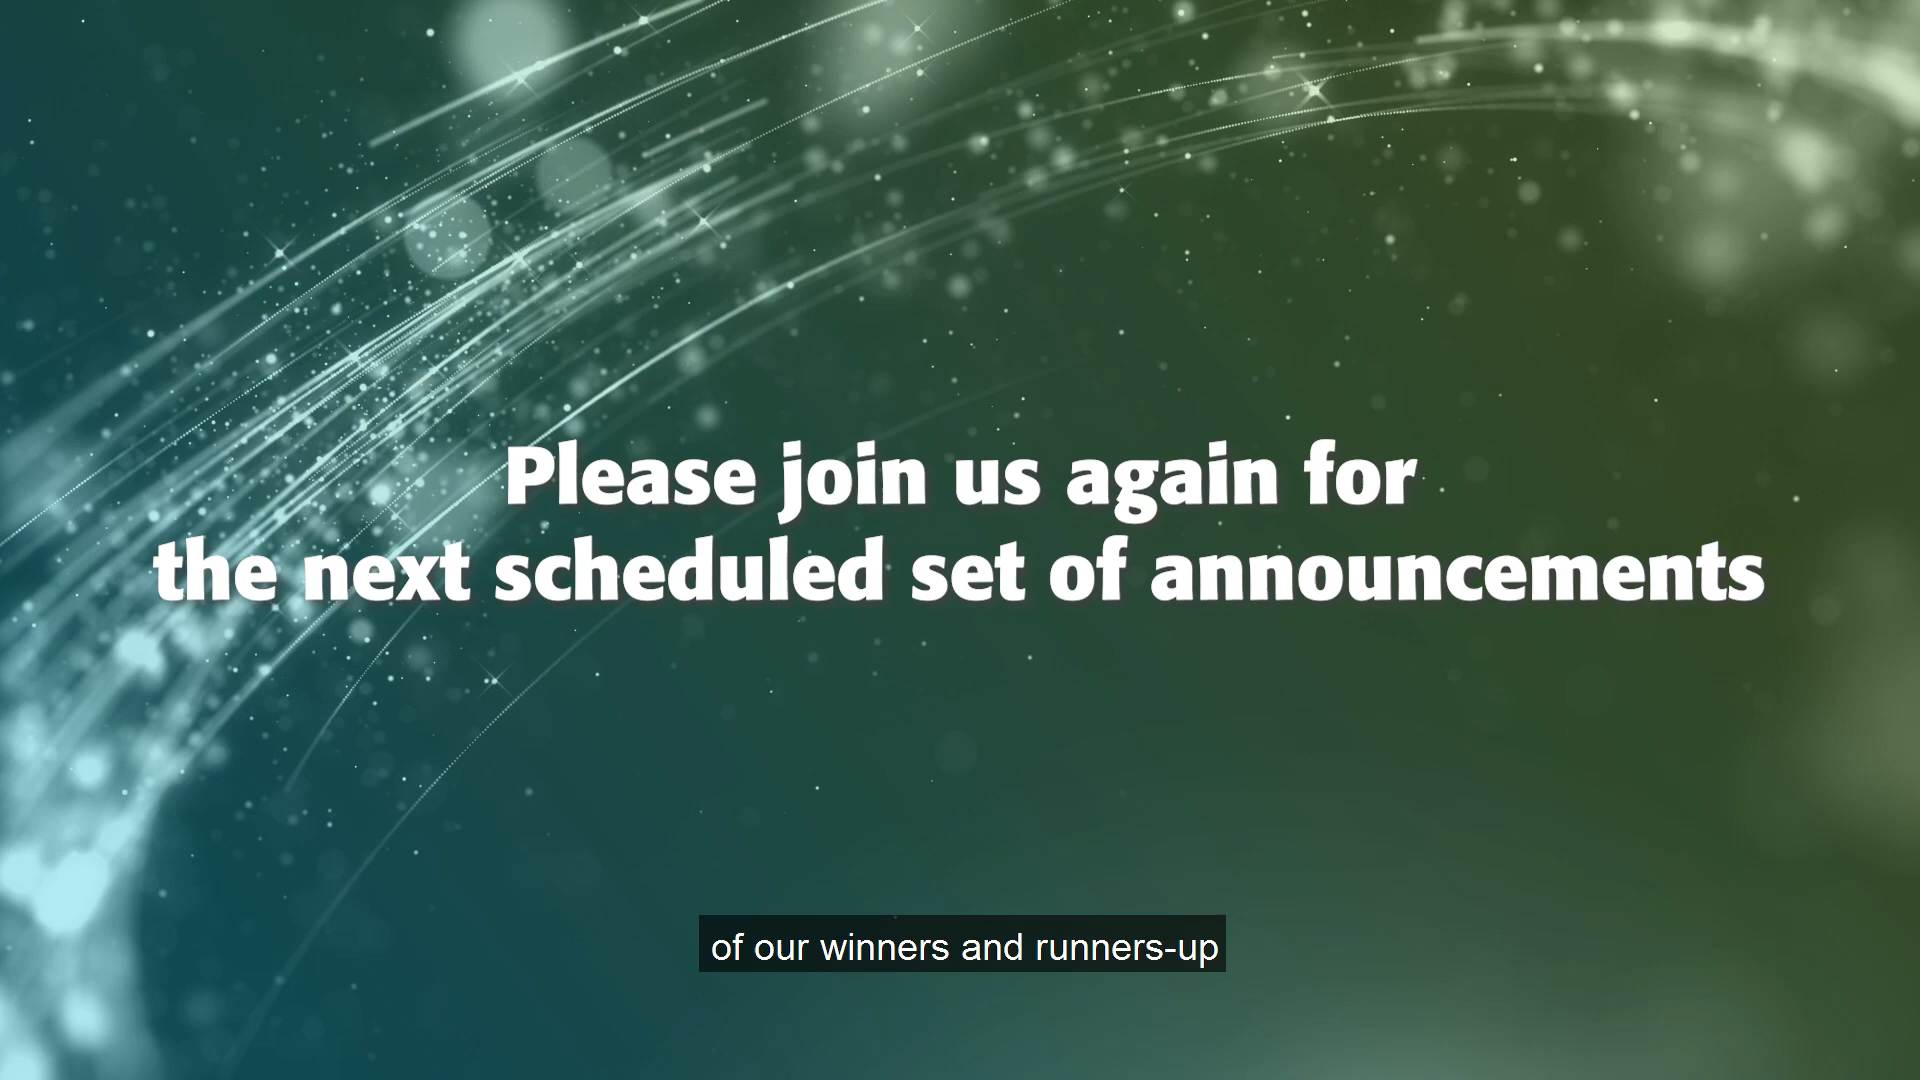 Please join us again for
the next scheduled set of announcements
of our winners and runners-up